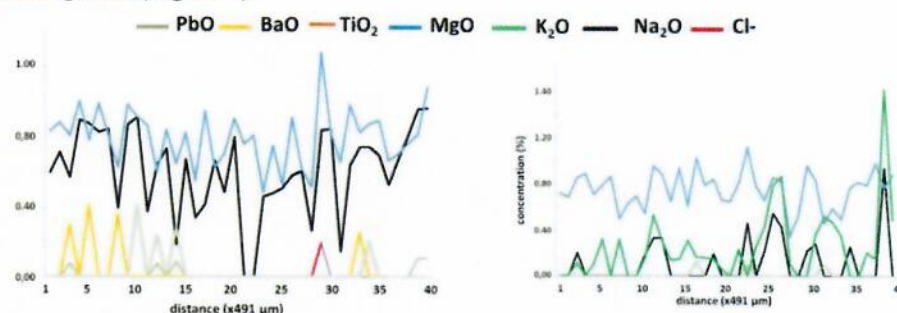 PbO BaO TiO₂ MgO K₂O Na₂O Cl-
1.00
0,80
0.40
0,00
1 5 10 15 20 25 30 35 40
distance (x491 μm)
concentration (%)
1.40
1.20
0.80
0.40
0,00
1 5 10 15 20 25 30 35
distance (x491 μm)